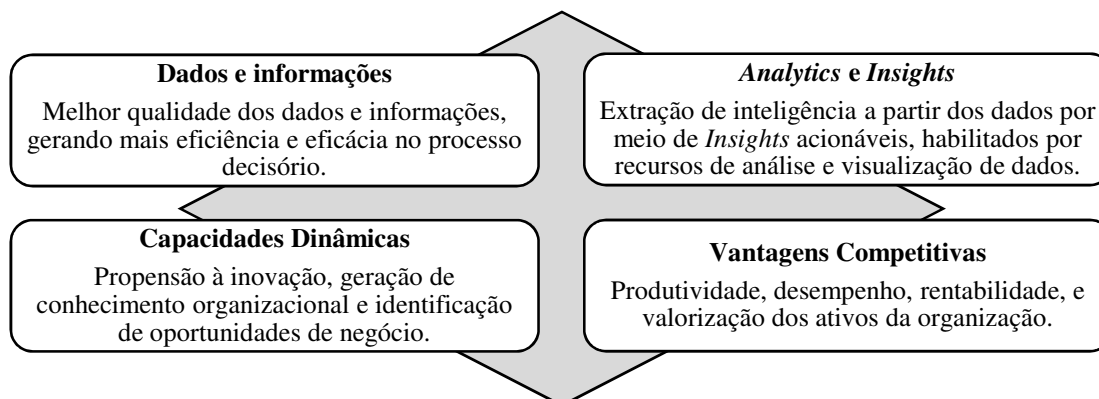 Dados e informações
Melhor qualidade dos dados e informações,
gerando mais eficiência e eficácia no processo
decisório.
Analytics e Insights
Extração de inteligência a partir dos dados por
meio de Insights acionáveis, habilitados por
recursos de análise e visualização de dados.
Capacidades Dinâmicas
Propensão à inovação, geração de
conhecimento organizacional e identificação
de oportunidades de negócio.
Vantagens Competitivas
Produtividade, desempenho, rentabilidade, e
valorização dos ativos da organização.